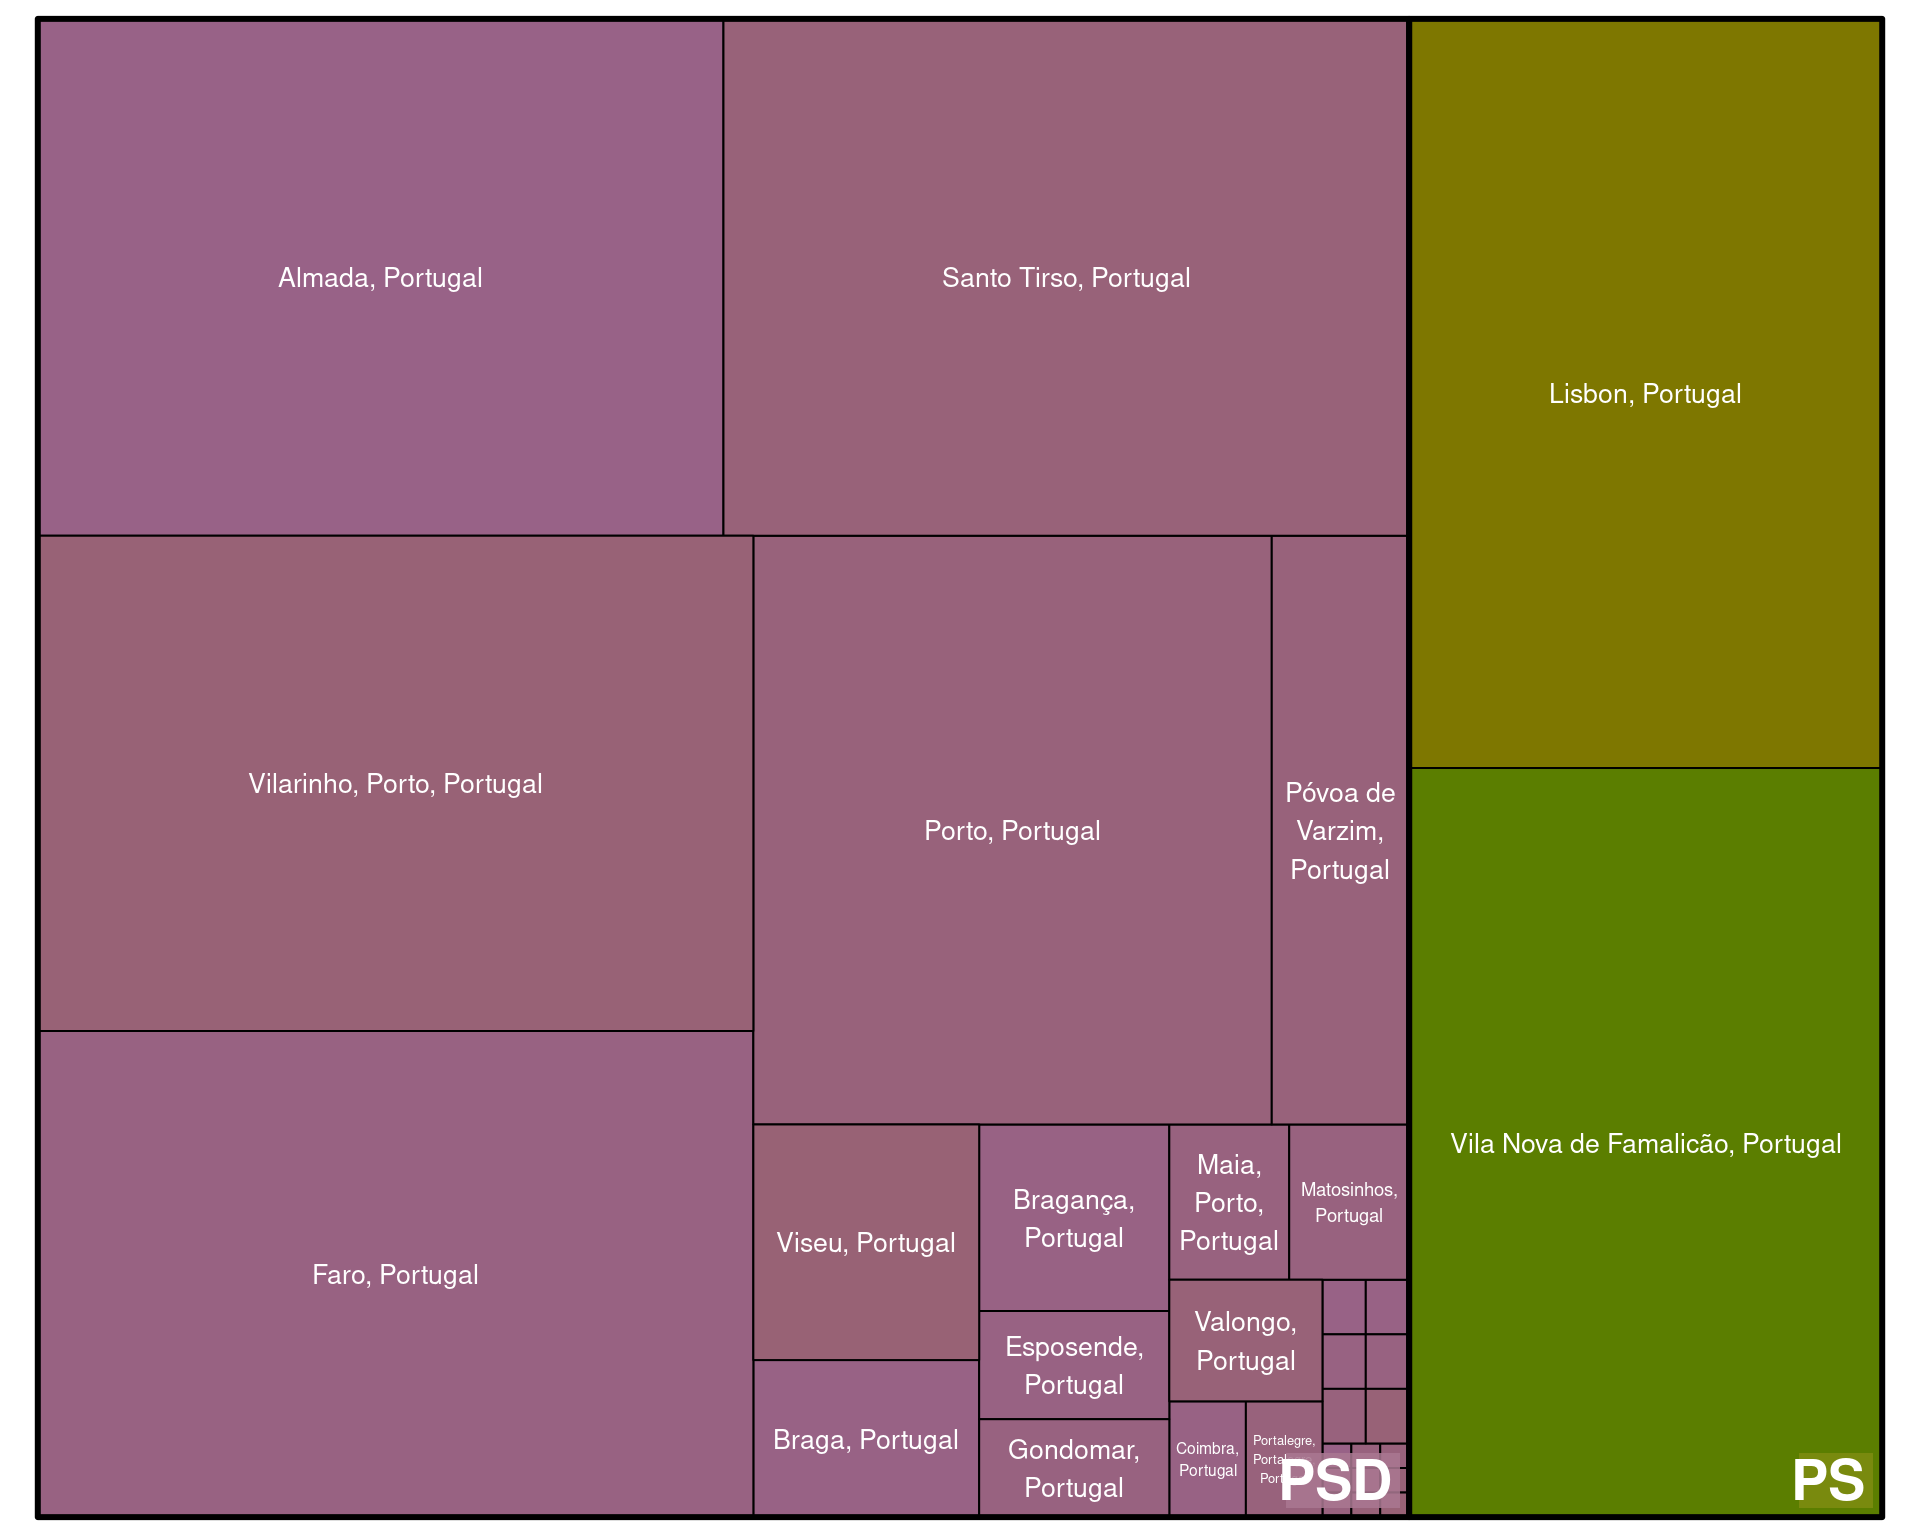 Almada, Portugal
Santo Tirso, Portugal
Lisbon, Portugal
Vilarinho, Porto, Portugal
Porto, Portugal
Póvoa de
Varzim,
Portugal
Vila Nova de Famalicão, Portugal
Faro, Portugal
Viseu, Portugal
Bragança,
Portugal
Maia,
Porto,
Portugal
Matosinhos,
Portugal
Esposende,
Portugal
Valongo,
Portugal
Braga, Portugal
Gondomar,
Portugal
Coimbra,
Portugal
Portalegre,
PSD
PS